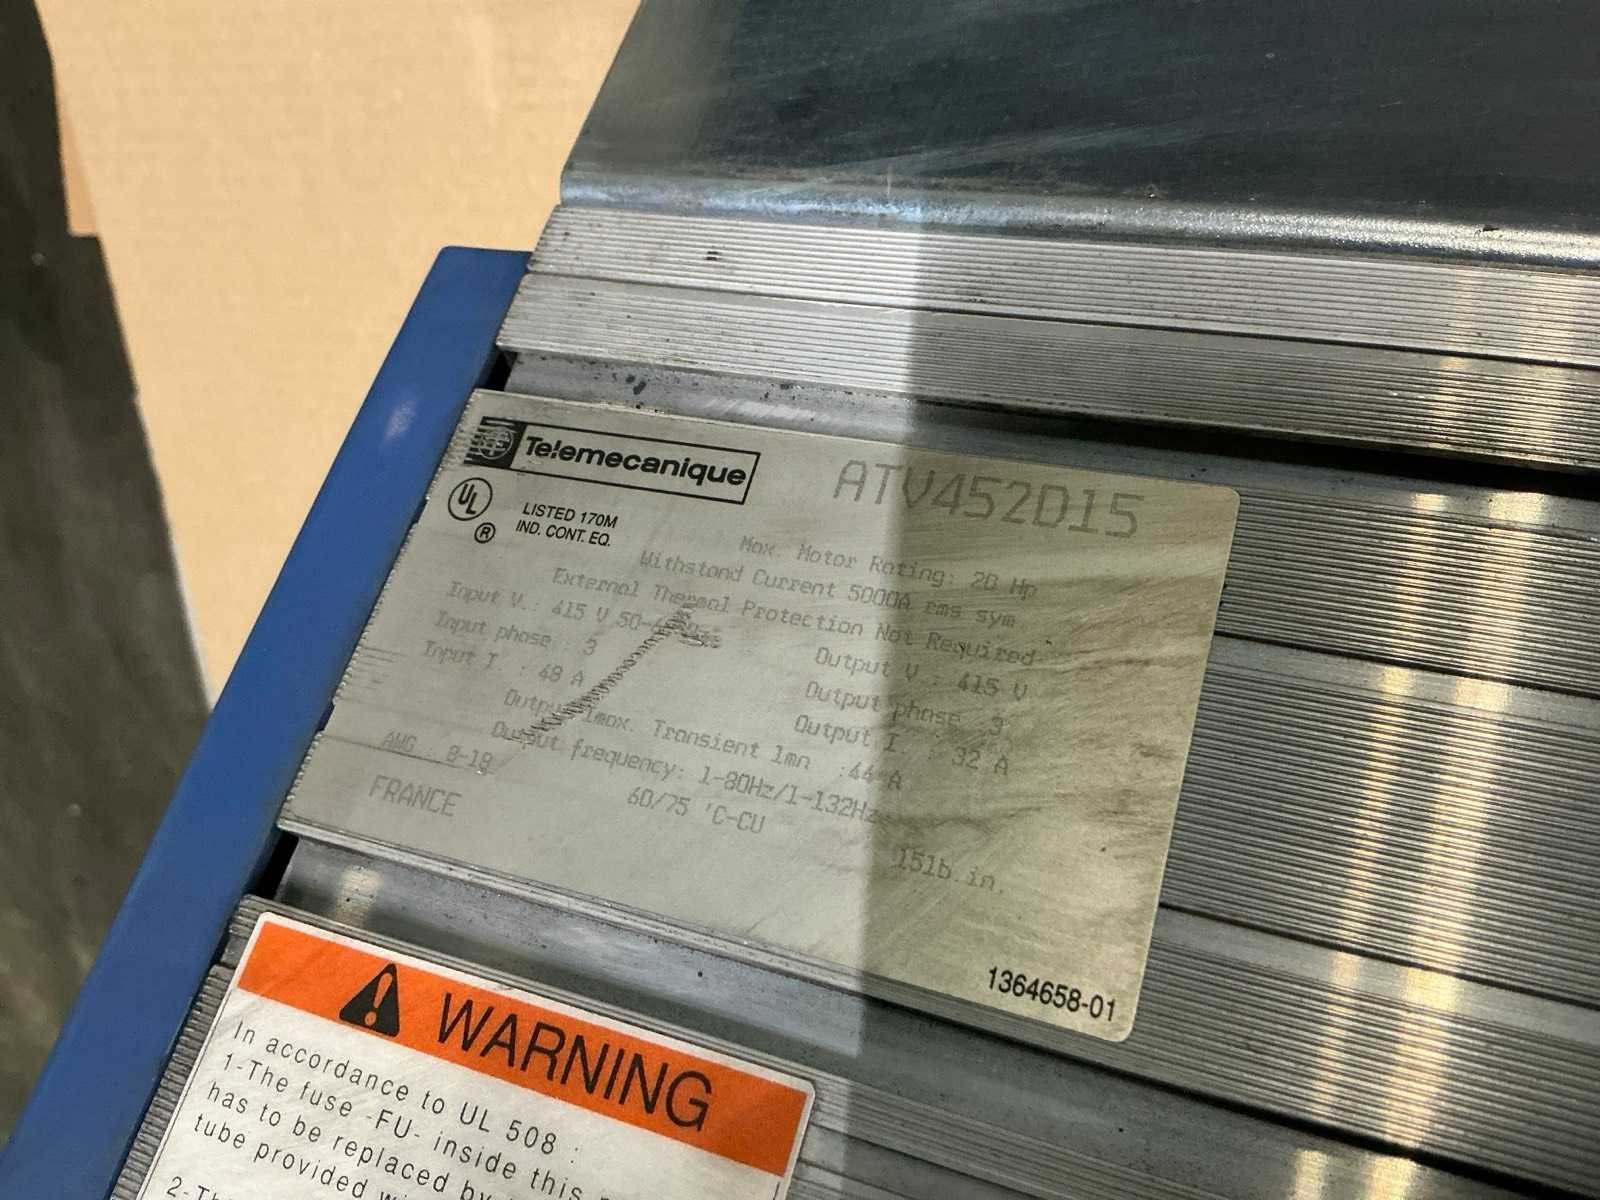 Telemecanique
ATV452D15
UL
®
LISTED 170M
IND. CONT. EQ.
Max. Motor Rating: 20 Hp
Withstand Current 5000A rms sym
External Thermal Protection Not Required
Input V.: 415 V 50-
Output V : 415 V
Input phase : 3
Output phase : 3
Input I : 48 A
Output I : 32 A
Output Imax. Transient 1mn : 44 A
Output frequency: 1-80Hz/1-132Hz
AWG : 8-18
60/75 'C-CU
151b.in.
FRANCE
1364658-01
WARNING
In accordance to UL 508 :
1-The fuse -FU- inside this
has to be replaced by
tube provided